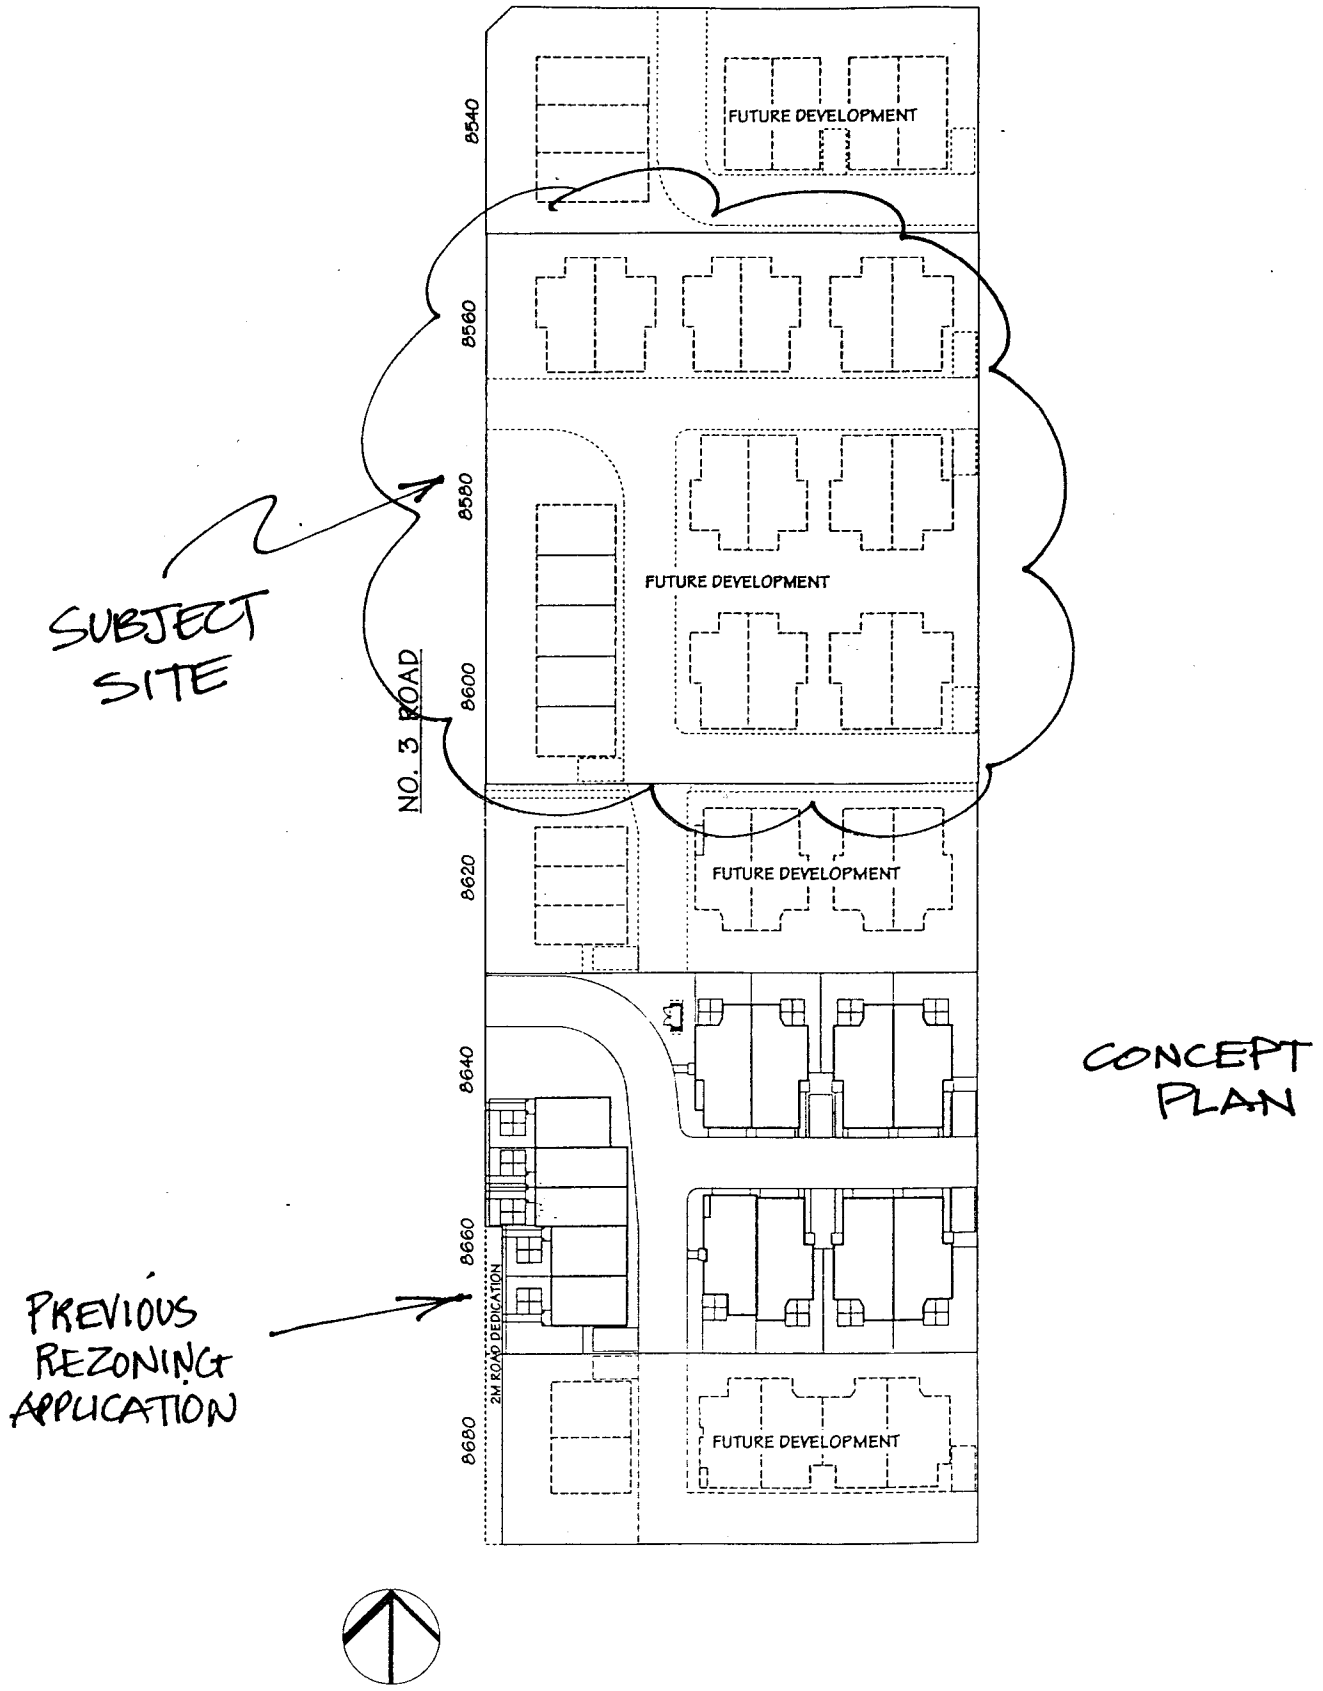 8540
FUTURE DEVELOPMENT
8560
8580
FUTURE DEVELOPMENT
SUBJECT
SITE
8600
NO. 3 ROAD
8620
FUTURE DEVELOPMENT
8640
CONCEPT
PLAN
8660
2M ROAD DEDICATION
PREVIOUS
REZONING
APPLICATION
8680
FUTURE DEVELOPMENT